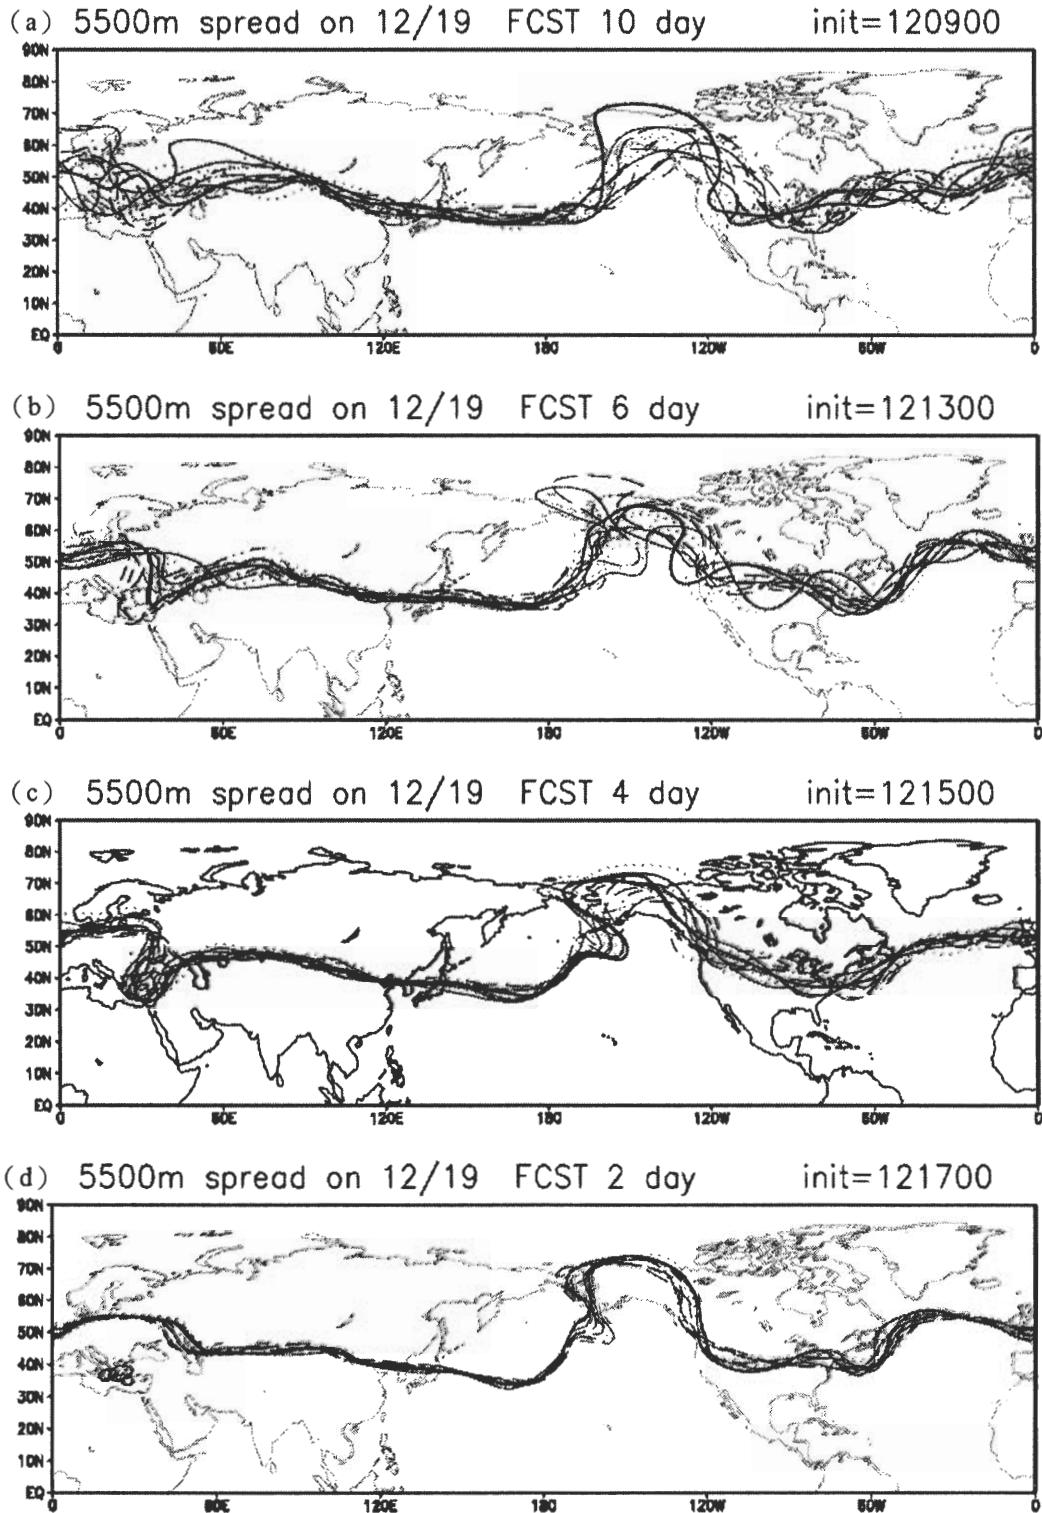 (a) 5500m spread on 12/19 FCST 10 day init=120900
90N
80N
70N
60N
50N
40N
30N
20N
10N
EQ
0 60E 120E 180 120W 60W 0
(b) 5500m spread on 12/19 FCST 6 day init=121300
90N
80N
70N
60N
50N
40N
30N
20N
10N
EQ
0 60E 120E 180 120W 60W 0
(c) 5500m spread on 12/19 FCST 4 day init=121500
90N
80N
70N
60N
50N
40N
30N
20N
10N
EQ
0 60E 120E 180 120W 60W 0
(d) 5500m spread on 12/19 FCST 2 day init=121700
90N
80N
70N
60N
50N
40N
30N
20N
10N
EQ
0 60E 120E 180 120W 60W 0